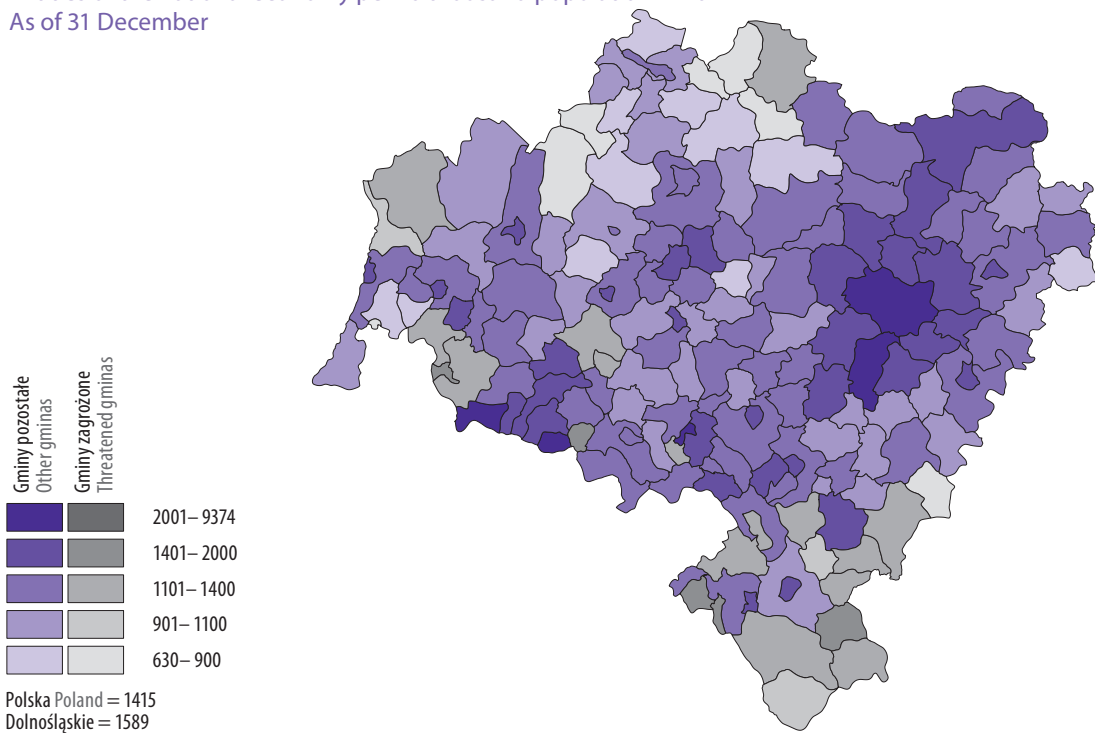 As of 31 December
Gminy pozostałe
Other gminas
Gminy zagrożone
Threatened gminas
2001– 9374
1401– 2000
1101– 1400
901– 1100
630– 900
Polska Poland = 1415
Dolnośląskie = 1589